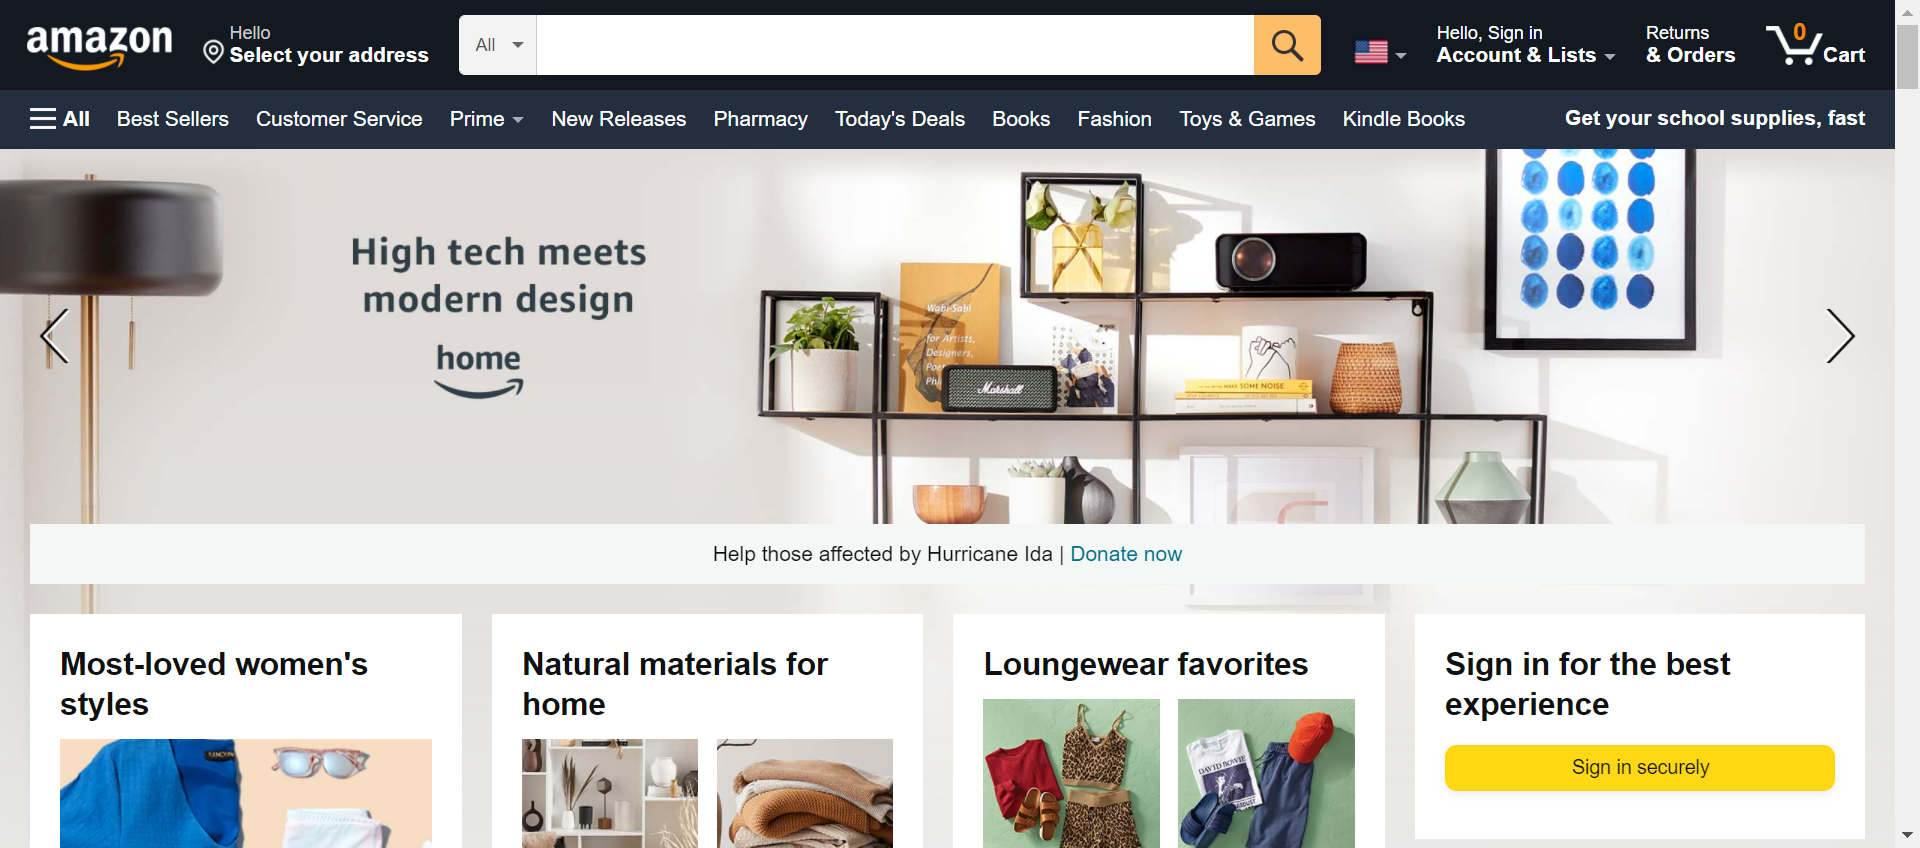 amazon
Hello
Select your address
All
Hello, Sign in
Account & Lists
Returns
& Orders
0
Cart
All Best Sellers Customer Service Prime New Releases Pharmacy Today's Deals Books Fashion Toys & Games Kindle Books Get your school supplies, fast
High tech meets
modern design
home
Wabi-Sabi
for Artists,
Designers,
Marshall
MAKE SOME NOISE
Help those affected by Hurricane Ida | Donate now
Most-loved women's
styles
Natural materials for
home
Loungewear favorites
DAVID BOWIE
Sign in for the best
experience
Sign in securely